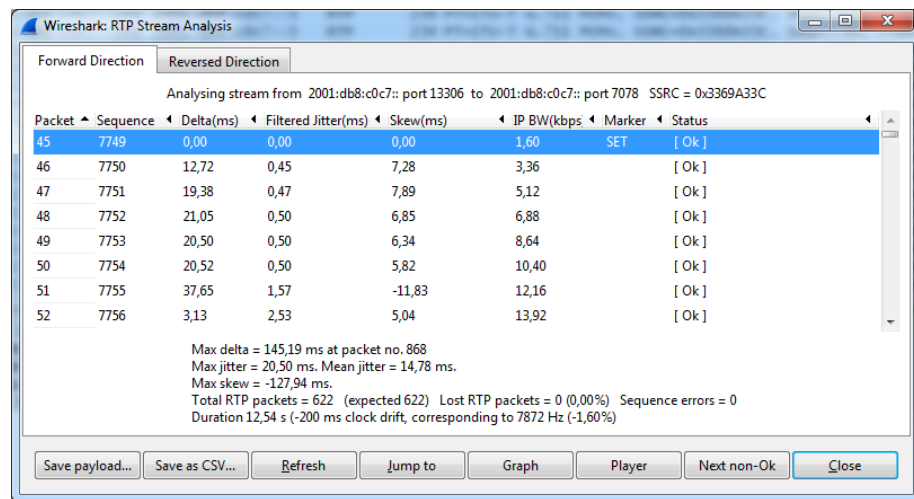 Wireshark: RTP Stream Analysis
Forward Direction Reversed Direction
Analysing stream from 2001:db8:c0c7:: port 13306 to 2001:db8:c0c7:: port 7078 SSRC = 0x3369A33C
Packet Sequence Delta(ms) Filtered Jitter(ms) Skew(ms) IP BW(kbps) Marker Status
45 7749 0,00 0,00 0,00 1,60 SET [ Ok ]
46 7750 12,72 0,45 7,28 3,36 [ Ok ]
47 7751 19,38 0,47 7,89 5,12 [ Ok ]
48 7752 21,05 0,50 6,85 6,88 [ Ok ]
49 7753 20,50 0,50 6,34 8,64 [ Ok ]
50 7754 20,52 0,50 5,82 10,40 [ Ok ]
51 7755 37,65 1,57 -11,83 12,16 [ Ok ]
52 7756 3,13 2,53 5,04 13,92 [ Ok ]
Max delta = 145,19 ms at packet no. 868
Max jitter = 20,50 ms. Mean jitter = 14,78 ms.
Max skew = -127,94 ms.
Total RTP packets = 622 (expected 622) Lost RTP packets = 0 (0,00%) Sequence errors = 0
Duration 12,54 s (-200 ms clock drift, corresponding to 7872 Hz (-1,60%)
Save payload... Save as CSV... Refresh Jump to Graph Player Next non-Ok Close